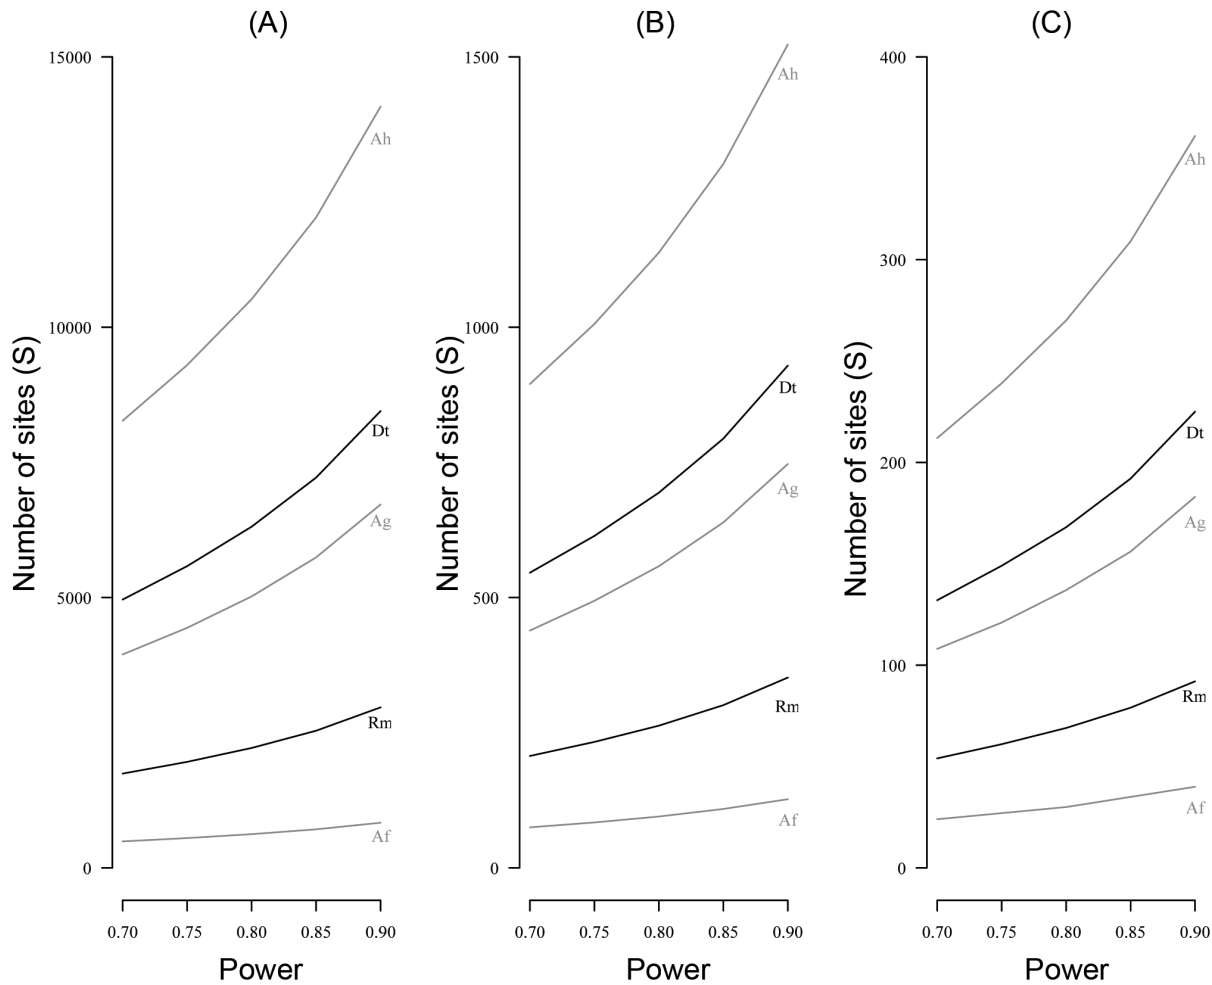 (A)
(B)
(C)
Number of sites (S)
15000
10000
5000
0
Ah
Dt
Ag
Rm
Af
0.70 0.75 0.80 0.85 0.90
Power
Number of sites (S)
1500
1000
500
0
Ah
Dt
Ag
Rm
Af
0.70 0.75 0.80 0.85 0.90
Power
Number of sites (S)
400
300
200
100
0
Ah
Dt
Ag
Rm
Af
0.70 0.75 0.80 0.85 0.90
Power